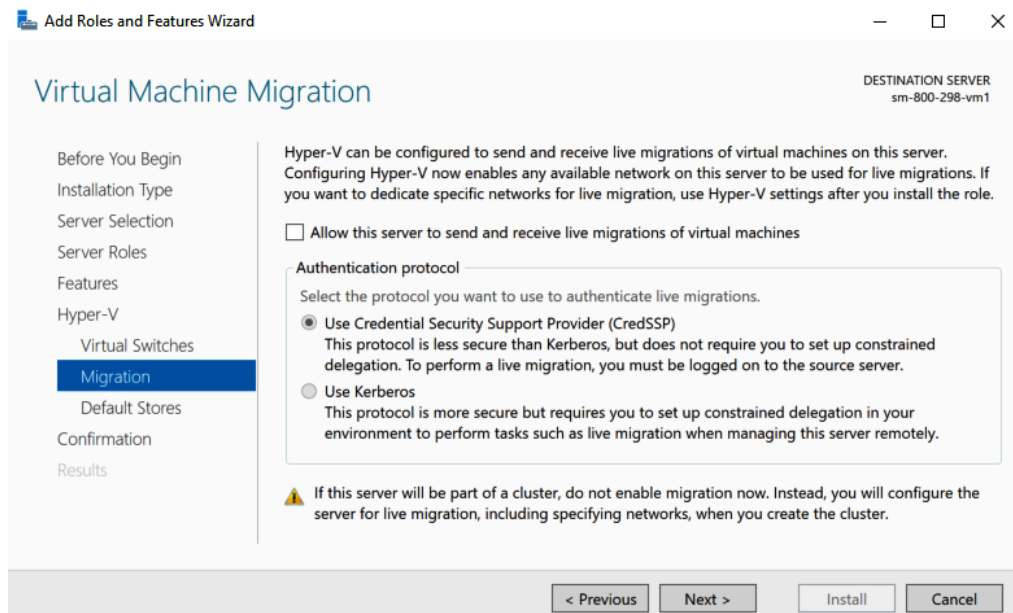 Add Roles and Features Wizard
Virtual Machine Migration
DESTINATION SERVER
sm-800-298-vm1
Before You Begin
Installation Type
Server Selection
Server Roles
Features
Hyper-V
Virtual Switches
Migration
Default Stores
Confirmation
Results
Hyper-V can be configured to send and receive live migrations of virtual machines on this server.
Configuring Hyper-V now enables any available network on this server to be used for live migrations. If
you want to dedicate specific networks for live migration, use Hyper-V settings after you install the role.
Allow this server to send and receive live migrations of virtual machines
Authentication protocol
Select the protocol you want to use to authenticate live migrations.
Use Credential Security Support Provider (CredSSP)
This protocol is less secure than Kerberos, but does not require you to set up constrained
delegation. To perform a live migration, you must be logged on to the source server.
Use Kerberos
This protocol is more secure but requires you to set up constrained delegation in your
environment to perform tasks such as live migration when managing this server remotely.
If this server will be part of a cluster, do not enable migration now. Instead, you will configure the
server for live migration, including specifying networks, when you create the cluster.
< Previous
Next >
Install
Cancel